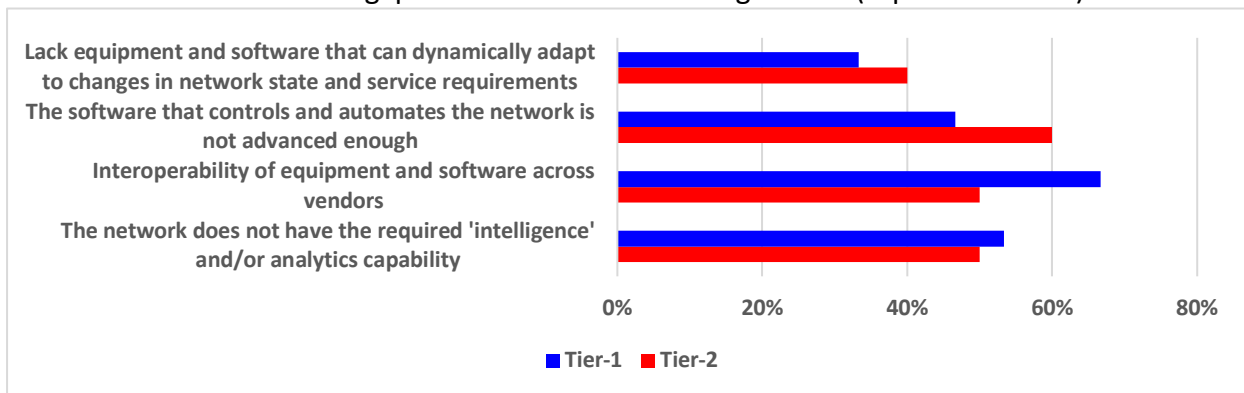 Lack equipment and software that can dynamically adapt
to changes in network state and service requirements
The software that controls and automates the network is
not advanced enough
Interoperability of equipment and software across
vendors
The network does not have the required 'intelligence'
and/or analytics capability
0% 20% 40% 60% 80%
Tier-1 Tier-2